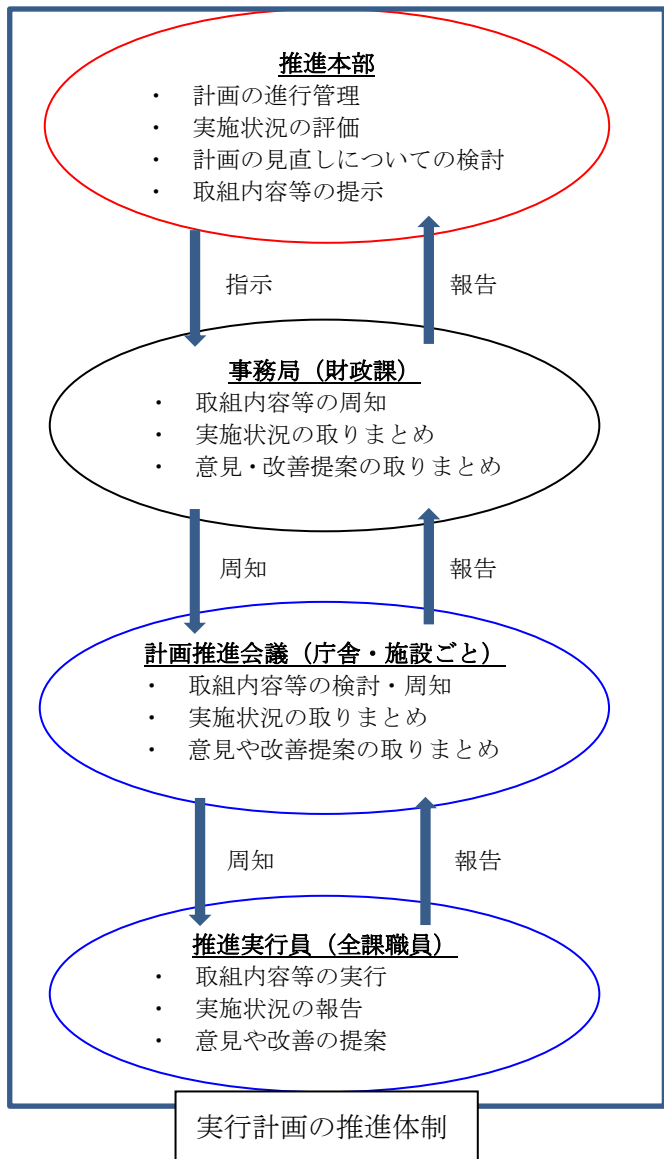 推進本部
・ 計画の進行管理
・ 実施状況の評価
・ 計画の見直しについての検討
・ 取組内容等の提示
指示
報告
事務局（財政課）
・ 取組内容等の周知
・ 実施状況の取りまとめ
・ 意見・改善提案の取りまとめ
周知
報告
計画推進会議（庁舎・施設ごと）
・ 取組内容等の検討・周知
・ 実施状況の取りまとめ
・ 意見や改善提案の取りまとめ
周知
報告
推進実行員（全課職員）
・ 取組内容等の実行
・ 実施状況の報告
・ 意見や改善の提案
実行計画の推進体制